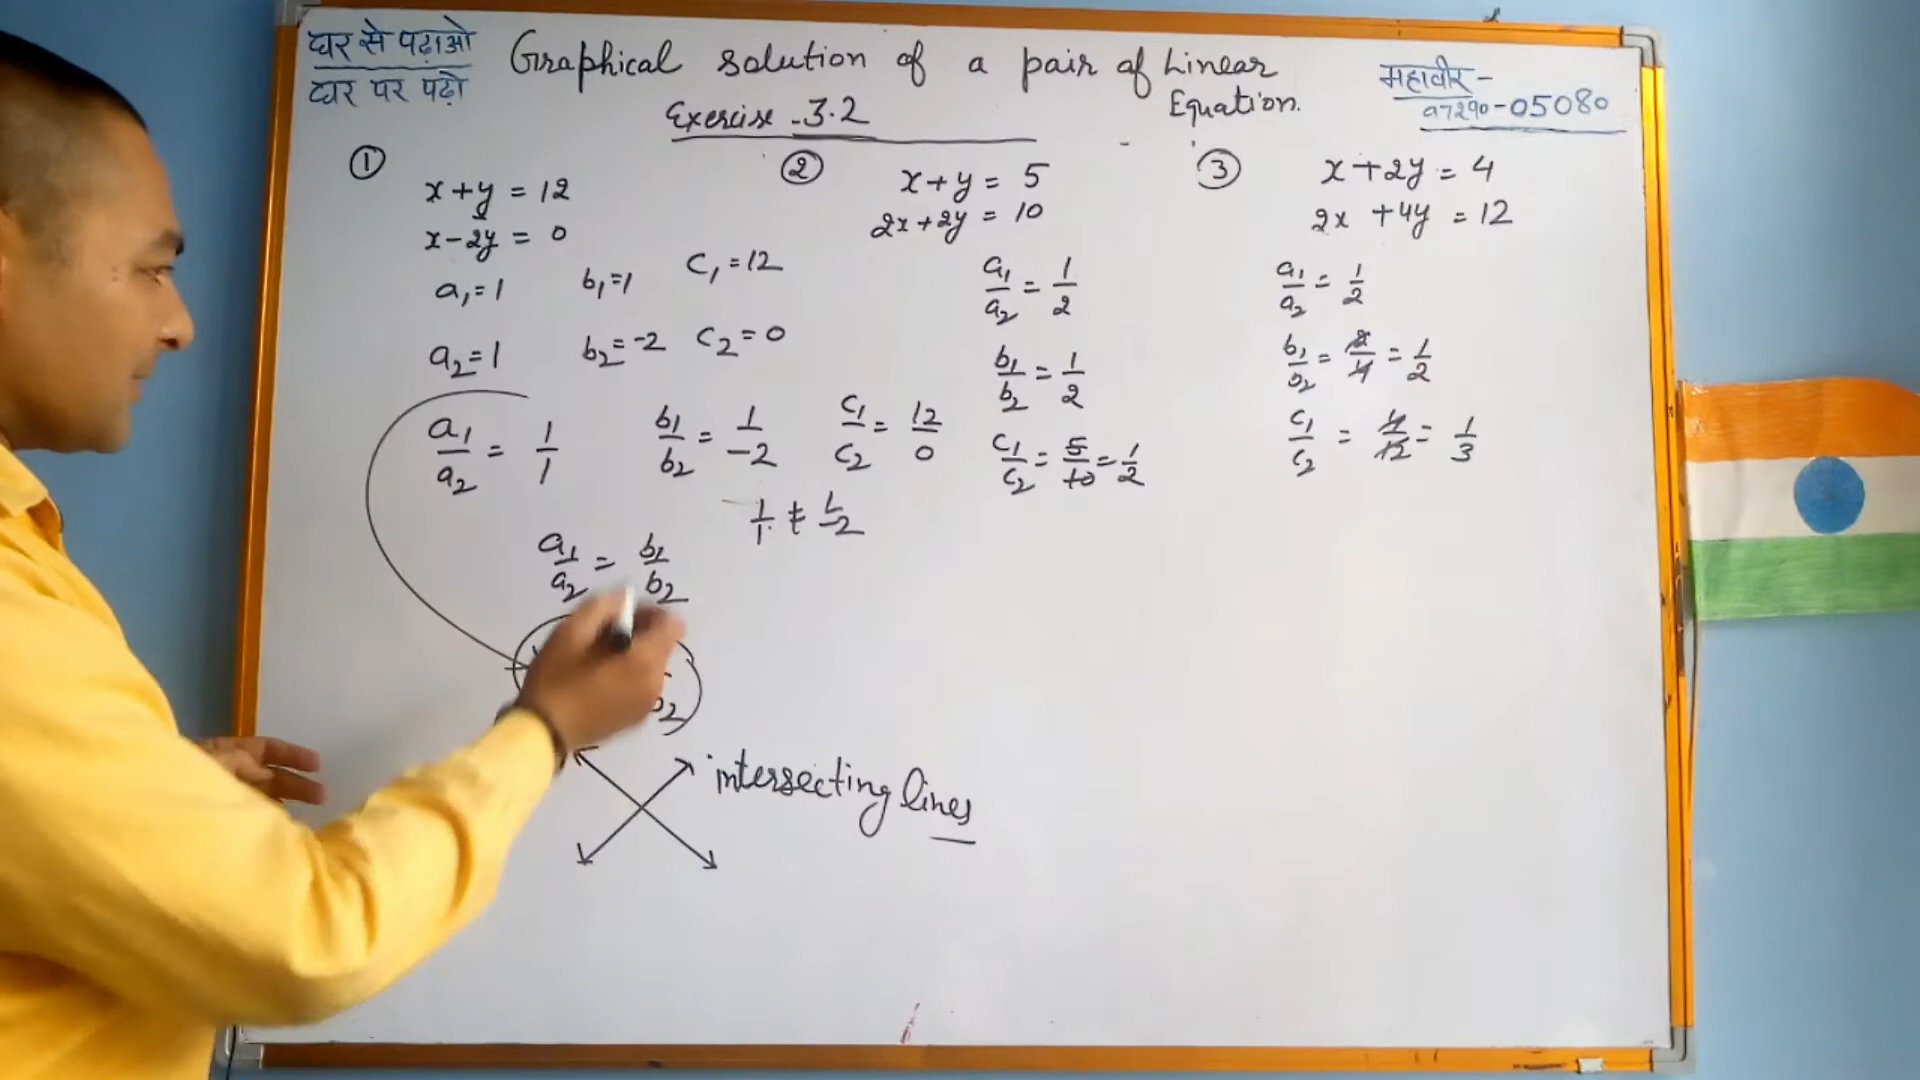 घर से पढ़ाओ
घर पर पढ़ो
Graphical solution of a pair of Linear
Equation.
Exercise - 3.2
महावीर -
97290-05080
①
x + y = 12
x - 2y = 0
a₁ = 1 b₁ = 1 c₁ = 12
a₂ = 1 b₂ = -2 c₂ = 0
a₁/a₂ = 1/1 b₁/b₂ = 1/-2 c₁/c₂ = 12/0
1/1 ≠ 1/-2
a₁/a₂ = b₁/b₂
b₂
intersecting lines
②
x + y = 5
2x + 2y = 10
a₁/a₂ = 1/2
b₁/b₂ = 1/2
c₁/c₂ = 5/10 = 1/2
③
x + 2y = 4
2x + 4y = 12
a₁/a₂ = 1/2
b₁/b₂ = 2/4 = 1/2
c₁/c₂ = 4/12 = 1/3